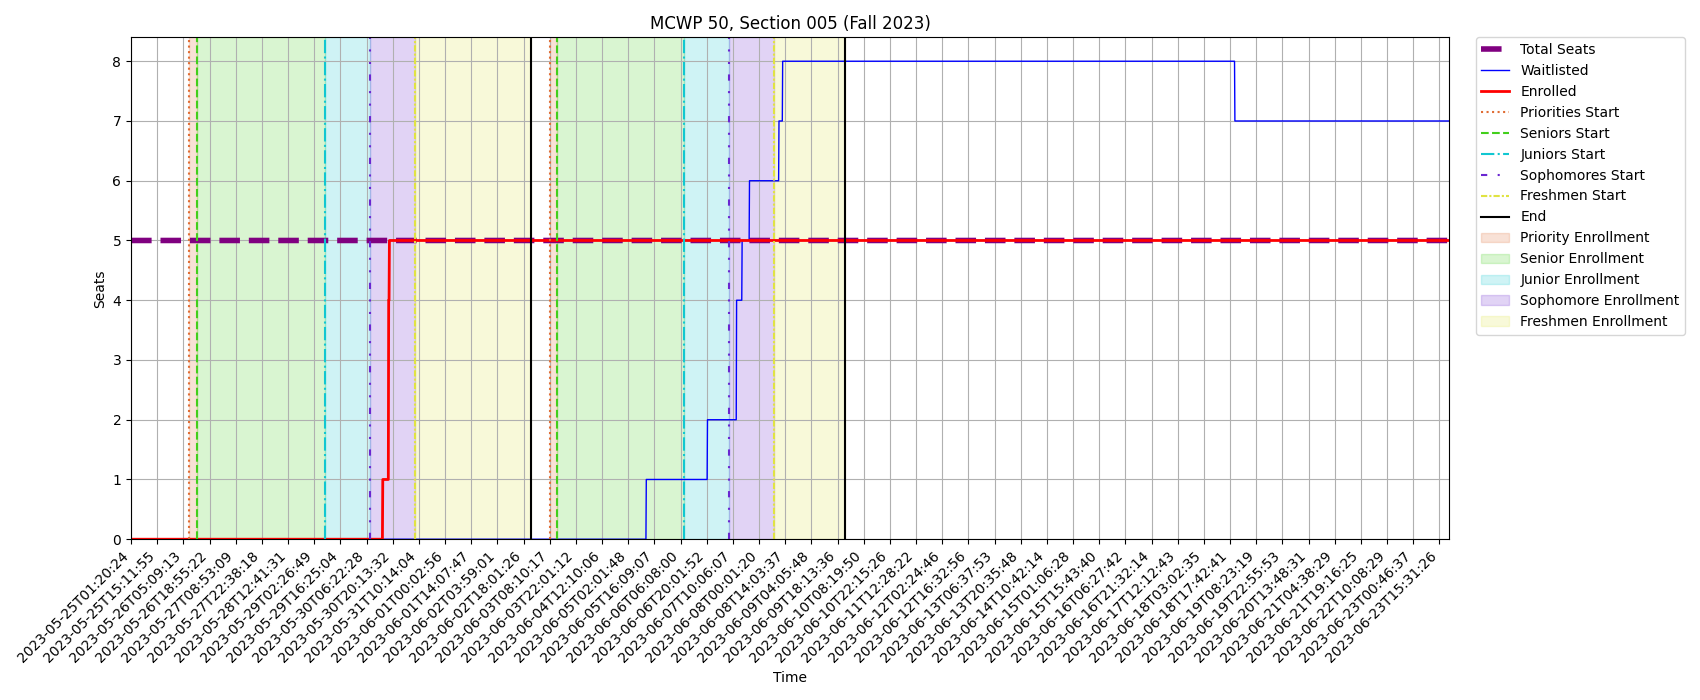 MCWP 50, Section 005 (Fall 2023)
Total Seats
Waitlisted
Enrolled
Priorities Start
Seniors Start
Juniors Start
Sophomores Start
Freshmen Start
End
Priority Enrollment
Senior Enrollment
Junior Enrollment
Sophomore Enrollment
Freshmen Enrollment
Seats
8
7
6
5
4
3
2
1
0
2023-05-25T01:20:24
2023-05-25T15:11:55
2023-05-26T05:09:13
2023-05-26T18:55:22
2023-05-27T08:53:09
2023-05-27T22:38:18
2023-05-28T12:41:31
2023-05-29T02:26:49
2023-05-29T16:25:04
2023-05-30T06:22:28
2023-05-30T20:13:32
2023-05-31T10:14:04
2023-06-01T00:02:56
2023-06-01T14:07:47
2023-06-02T03:59:01
2023-06-02T18:01:26
2023-06-03T08:10:17
2023-06-03T22:01:12
2023-06-04T12:10:06
2023-06-05T02:01:48
2023-06-05T16:09:07
2023-06-06T06:08:00
2023-06-06T20:01:52
2023-06-07T10:06:07
2023-06-08T00:01:20
2023-06-08T14:03:37
2023-06-09T04:05:48
2023-06-09T18:13:36
2023-06-10T08:19:50
2023-06-10T22:15:26
2023-06-11T12:28:22
2023-06-12T02:24:46
2023-06-12T16:32:56
2023-06-13T06:37:53
2023-06-13T20:35:48
2023-06-14T10:42:14
2023-06-15T01:06:28
2023-06-15T15:43:40
2023-06-16T06:27:42
2023-06-16T21:32:14
2023-06-17T12:12:43
2023-06-18T03:02:35
2023-06-18T17:42:41
2023-06-19T08:23:19
2023-06-19T22:55:53
2023-06-20T13:48:31
2023-06-21T04:38:29
2023-06-21T19:16:25
2023-06-22T10:08:29
2023-06-23T00:46:37
2023-06-23T15:31:26
Time